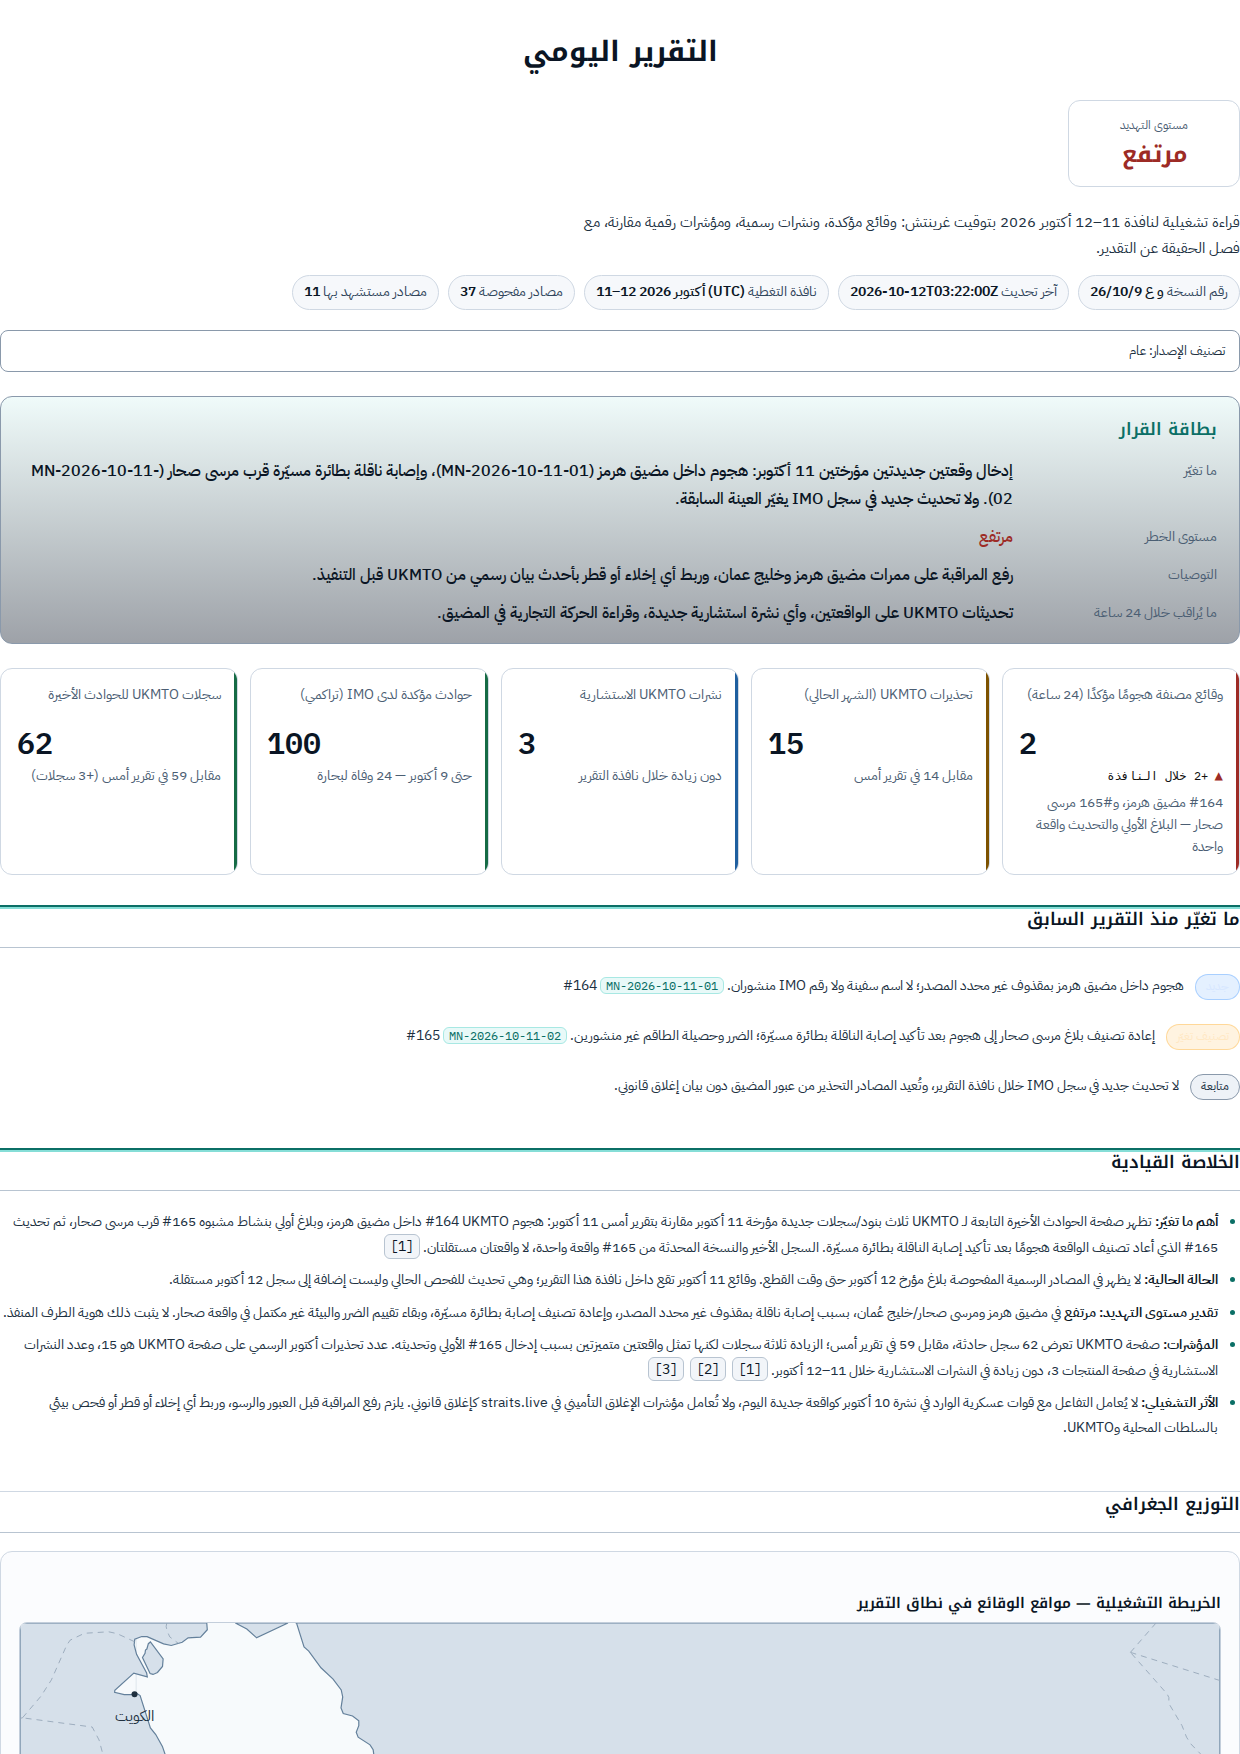 التقرير اليومي
مستوى التهديد
مرتفع
قراءة تشغيلية لنافذة 11–12 أكتوبر 2026 بتوقيت غرينتش: وقائع مؤكدة، ونشرات رسمية، ومؤشرات رقمية مقارنة، مع
فصل الحقيقة عن التقدير.
رقم النسخة و ع 26/10/9
آخر تحديث 2026-10-12T03:22:00Z
نافذة التغطية 11–12 أكتوبر 2026 (UTC)
مصادر مفحوصة 37
مصادر مستشهد بها 11
تصنيف الإصدار: عام
بطاقة القرار
ما تغيّر
إدخال وقعتين جديدتين مؤرختين 11 أكتوبر: هجوم داخل مضيق هرمز (MN-2026-10-11-01)، وإصابة ناقلة بطائرة مسيّرة قرب مرسى صحار (MN-2026-10-11-
02). ولا تحديث جديد في سجل IMO يغيّر العينة السابقة.
مستوى الخطر
مرتفع
التوصيات
رفع المراقبة على ممرات مضيق هرمز وخليج عمان، وربط أي إخلاء أو قطر بأحدث بيان رسمي من UKMTO قبل التنفيذ.
ما يُراقب خلال 24 ساعة
تحديثات UKMTO على الواقعتين، وأي نشرة استشارية جديدة، وقراءة الحركة التجارية في المضيق.
وقائع مصنفة هجومًا مؤكدًا (24 ساعة)
2
▲ +2 خلال النافذة
#164 مضيق هرمز، و#165 مرسى
صحار — البلاغ الأولي والتحديث واقعة
واحدة
تحذيرات UKMTO (الشهر الحالي)
15
مقابل 14 في تقرير أمس
نشرات UKMTO الاستشارية
3
دون زيادة خلال نافذة التقرير
حوادث مؤكدة لدى IMO (تراكمي)
100
حتى 9 أكتوبر — 24 وفاة لبحارة
سجلات UKMTO للحوادث الأخيرة
62
مقابل 59 في تقرير أمس (+3 سجلات)
ما تغيّر منذ التقرير السابق
هجوم داخل مضيق هرمز بمقذوف غير محدد المصدر؛ لا اسم سفينة ولا رقم IMO منشوران. MN-2026-10-11-01 #164
إعادة تصنيف بلاغ مرسى صحار إلى هجوم بعد تأكيد إصابة الناقلة بطائرة مسيّرة؛ الضرر وحصيلة الطاقم غير منشورين. MN-2026-10-11-02 #165
متابعة لا تحديث جديد في سجل IMO خلال نافذة التقرير، وتُعيد المصادر التحذير من عبور المضيق دون بيان إغلاق قانوني.
الخلاصة القيادية
أهم ما تغيّر: تظهر صفحة الحوادث الأخيرة التابعة لـ UKMTO ثلاث بنود/سجلات جديدة مؤرخة 11 أكتوبر مقارنة بتقرير أمس 11 أكتوبر: هجوم UKMTO #164 داخل مضيق هرمز، وبلاغ أولي بنشاط مشبوه #165 قرب مرسى صحار، ثم تحديث
#165 الذي أعاد تصنيف الواقعة هجومًا بعد تأكيد إصابة الناقلة بطائرة مسيّرة. السجل الأخير والنسخة المحدثة من #165 واقعة واحدة، لا واقعتان مستقلتان. [1]
الحالة الحالية: لا يظهر في المصادر الرسمية المفحوصة بلاغ مؤرخ 12 أكتوبر حتى وقت القطع. وقائع 11 أكتوبر تقع داخل نافذة هذا التقرير؛ وهي تحديث للفحص الحالي وليست إضافة إلى سجل 12 أكتوبر مستقلة.
تقدير مستوى التهديد: مرتفع في مضيق هرمز ومرسى صحار/خليج عُمان، بسبب إصابة ناقلة بمقذوف غير محدد المصدر، وإعادة تصنيف إصابة بطائرة مسيّرة، وبقاء تقييم الضرر والبيئة غير مكتمل في واقعة صحار. لا يثبت ذلك هوية الطرف المنفذ.
المؤشرات: صفحة UKMTO تعرض 62 سجل حادثة، مقابل 59 في تقرير أمس؛ الزيادة ثلاثة سجلات لكنها تمثل واقعتين متميزتين بسبب إدخال #165 الأولي وتحديثه. عدد تحذيرات أكتوبر الرسمي على صفحة UKMTO هو 15، وعدد النشرات
الاستشارية في صفحة المنتجات 3، دون زيادة في النشرات الاستشارية خلال 11–12 أكتوبر. [1] [2] [3]
الأثر التشغيلي: لا يُعامل التفاعل مع قوات عسكرية الوارد في نشرة 10 أكتوبر كواقعة جديدة اليوم، ولا تُعامل مؤشرات الإغلاق التأميني في straits.live كإغلاق قانوني. يلزم رفع المراقبة قبل العبور والرسو، وربط أي إخلاء أو قطر أو فحص بيئي
بالسلطات المحلية وUKMTO.
التوزيع الجغرافي
الخريطة التشغيلية — مواقع الوقائع في نطاق التقرير
الكويت